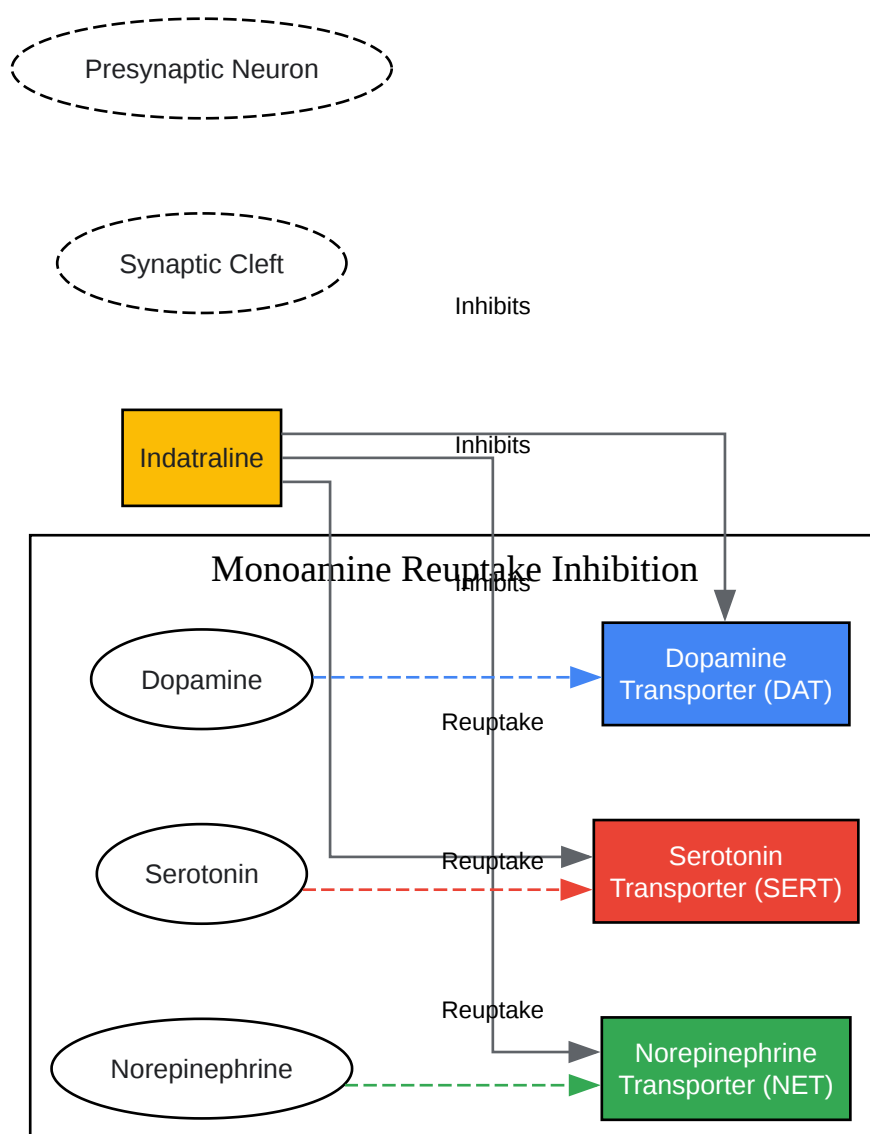 Presynaptic Neuron
Synaptic Cleft
Inhibits
Inhibits
Indatraline
Monoamine Reuptake Inhibition
Inhibits
Dopamine
Dopamine
Transporter (DAT)
Reuptake
Serotonin
Reuptake
Serotonin
Transporter (SERT)
Reuptake
Norepinephrine
Norepinephrine
Transporter (NET)